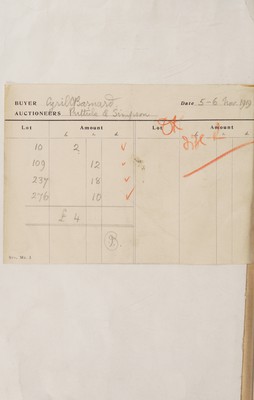 BUYER Cyril Barnard. Date 5-6 Nov. 1919
AUCTIONEERS Puttick & Simpson.
Lot Amount Lot Amount
£ s. d. £ s. d.
10 2
109 12
237 18
276 10
£ 4
OK